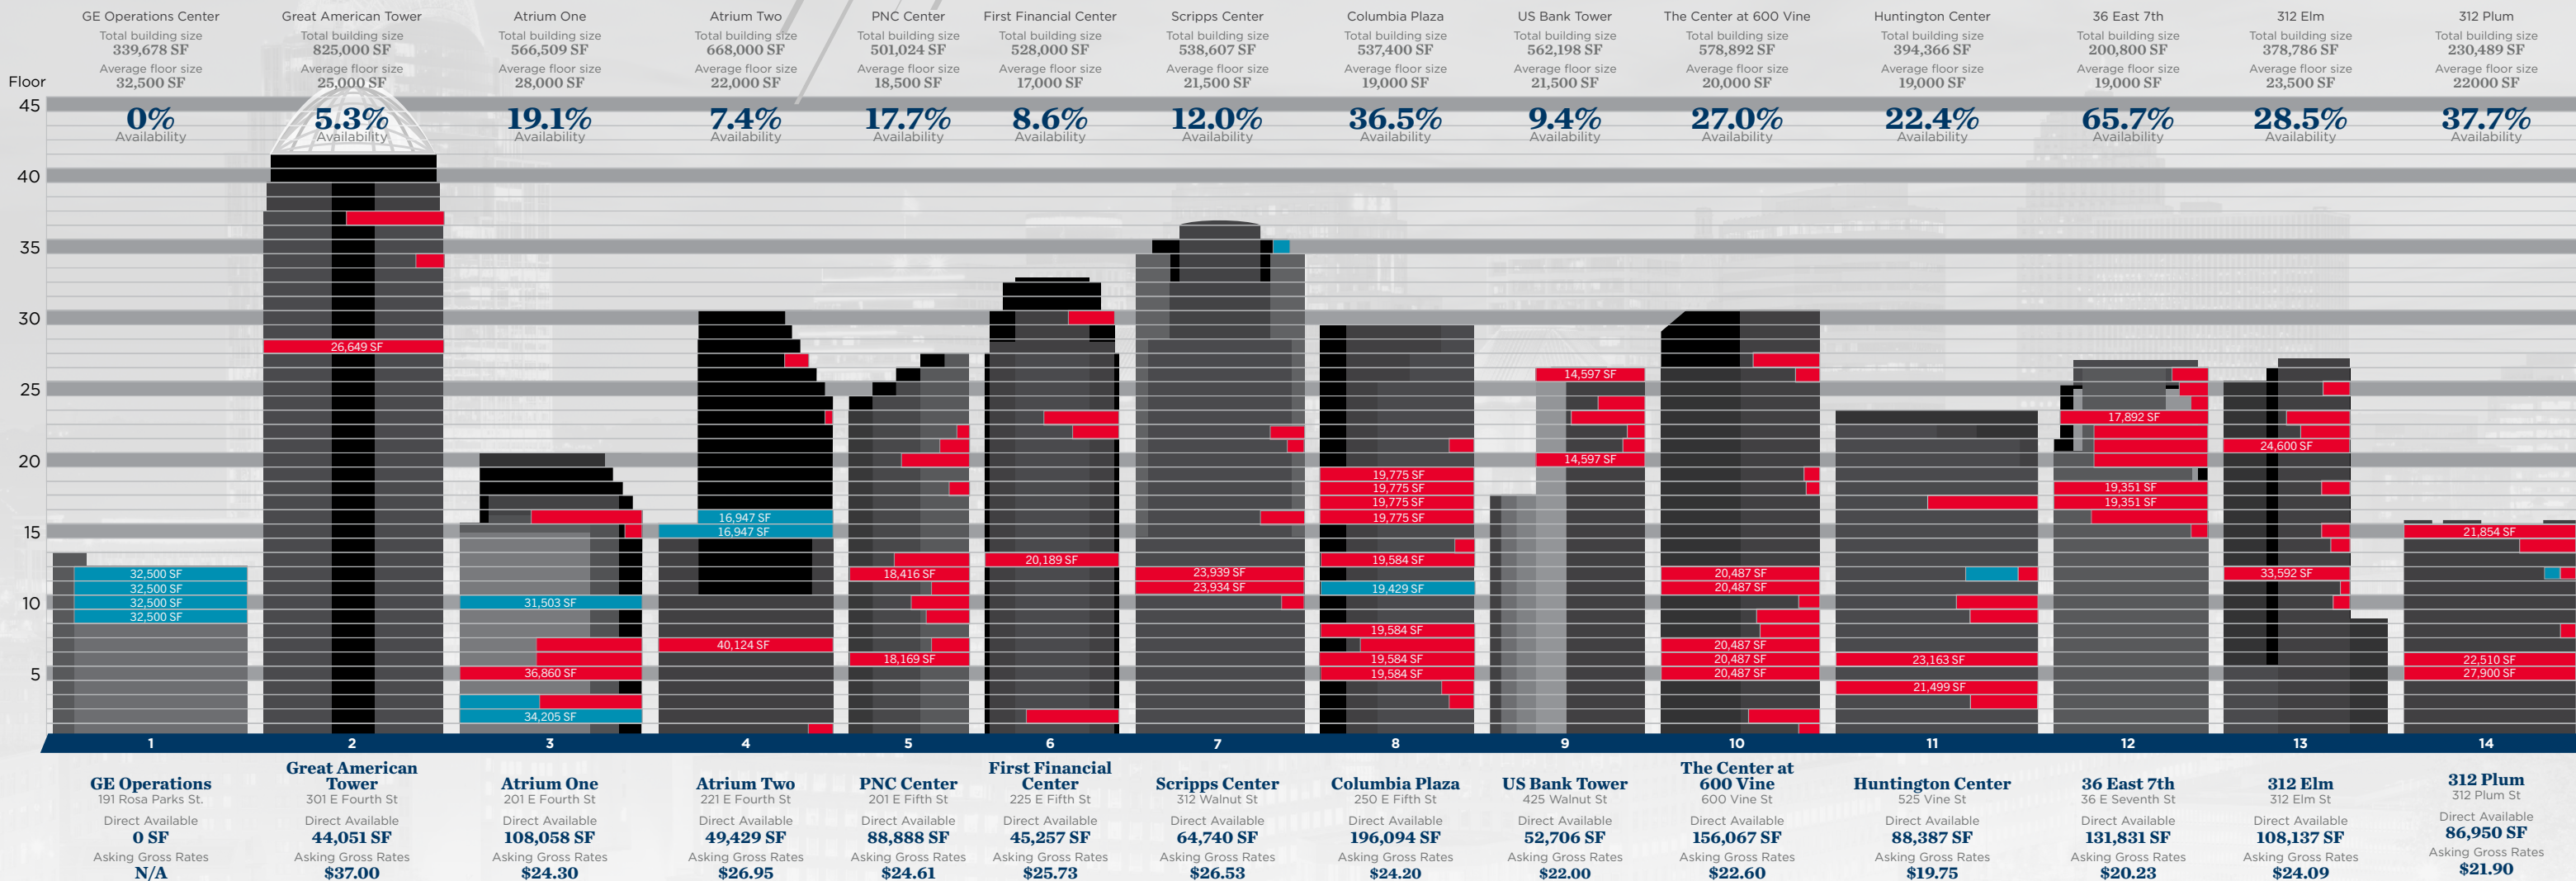 GE Operations Center
Total building size
339,678 SF
Average floor size
32,500 SF
0%
Availability
Great American Tower
Total building size
825,000 SF
Average floor size
25,000 SF
5.3%
Availability
Atrium One
Total building size
566,509 SF
Average floor size
28,000 SF
19.1%
Availability
Atrium Two
Total building size
668,000 SF
Average floor size
22,000 SF
7.4%
Availability
PNC Center
Total building size
501,024 SF
Average floor size
18,500 SF
17.7%
Availability
First Financial Center
Total building size
528,000 SF
Average floor size
17,000 SF
8.6%
Availability
Scripps Center
Total building size
538,607 SF
Average floor size
21,500 SF
12.0%
Availability
Columbia Plaza
Total building size
537,400 SF
Average floor size
19,000 SF
36.5%
Availability
US Bank Tower
Total building size
562,198 SF
Average floor size
21,500 SF
9.4%
Availability
The Center at 600 Vine
Total building size
578,892 SF
Average floor size
20,000 SF
27.0%
Availability
Huntington Center
Total building size
394,366 SF
Average floor size
19,000 SF
22.4%
Availability
36 East 7th
Total building size
200,800 SF
Average floor size
19,000 SF
65.7%
Availability
312 Elm
Total building size
378,786 SF
Average floor size
23,500 SF
28.5%
Availability
312 Plum
Total building size
230,489 SF
Average floor size
22000 SF
37.7%
Availability
Floor
45
40
35
30
25
20
15
10
5
32,500 SF
32,500 SF
32,500 SF
32,500 SF
26,649 SF
31,503 SF
36,860 SF
34,205 SF
16,947 SF
16,947 SF
40,124 SF
18,416 SF
18,169 SF
20,189 SF
23,939 SF
23,934 SF
19,775 SF
19,775 SF
19,775 SF
19,775 SF
19,584 SF
19,429 SF
19,584 SF
19,584 SF
19,584 SF
14,597 SF
14,597 SF
20,487 SF
20,487 SF
20,487 SF
20,487 SF
20,487 SF
23,163 SF
21,499 SF
17,892 SF
19,351 SF
19,351 SF
24,600 SF
33,592 SF
21,854 SF
22,510 SF
27,900 SF
1
2
3
4
5
6
7
8
9
10
11
12
13
14
GE Operations
191 Rosa Parks St.
Direct Available
0 SF
Asking Gross Rates
N/A
Great American
Tower
301 E Fourth St
Direct Available
44,051 SF
Asking Gross Rates
$37.00
Atrium One
201 E Fourth St
Direct Available
108,058 SF
Asking Gross Rates
$24.30
Atrium Two
221 E Fourth St
Direct Available
49,429 SF
Asking Gross Rates
$26.95
PNC Center
201 E Fifth St
Direct Available
88,888 SF
Asking Gross Rates
$24.61
First Financial
Center
225 E Fifth St
Direct Available
45,257 SF
Asking Gross Rates
$25.73
Scripps Center
312 Walnut St
Direct Available
64,740 SF
Asking Gross Rates
$26.53
Columbia Plaza
250 E Fifth St
Direct Available
196,094 SF
Asking Gross Rates
$24.20
US Bank Tower
425 Walnut St
Direct Available
52,706 SF
Asking Gross Rates
$22.00
The Center at
600 Vine
600 Vine St
Direct Available
156,067 SF
Asking Gross Rates
$22.60
Huntington Center
525 Vine St
Direct Available
88,387 SF
Asking Gross Rates
$19.75
36 East 7th
36 E Seventh St
Direct Available
131,831 SF
Asking Gross Rates
$20.23
312 Elm
312 Elm St
Direct Available
108,137 SF
Asking Gross Rates
$24.09
312 Plum
312 Plum St
Direct Available
86,950 SF
Asking Gross Rates
$21.90